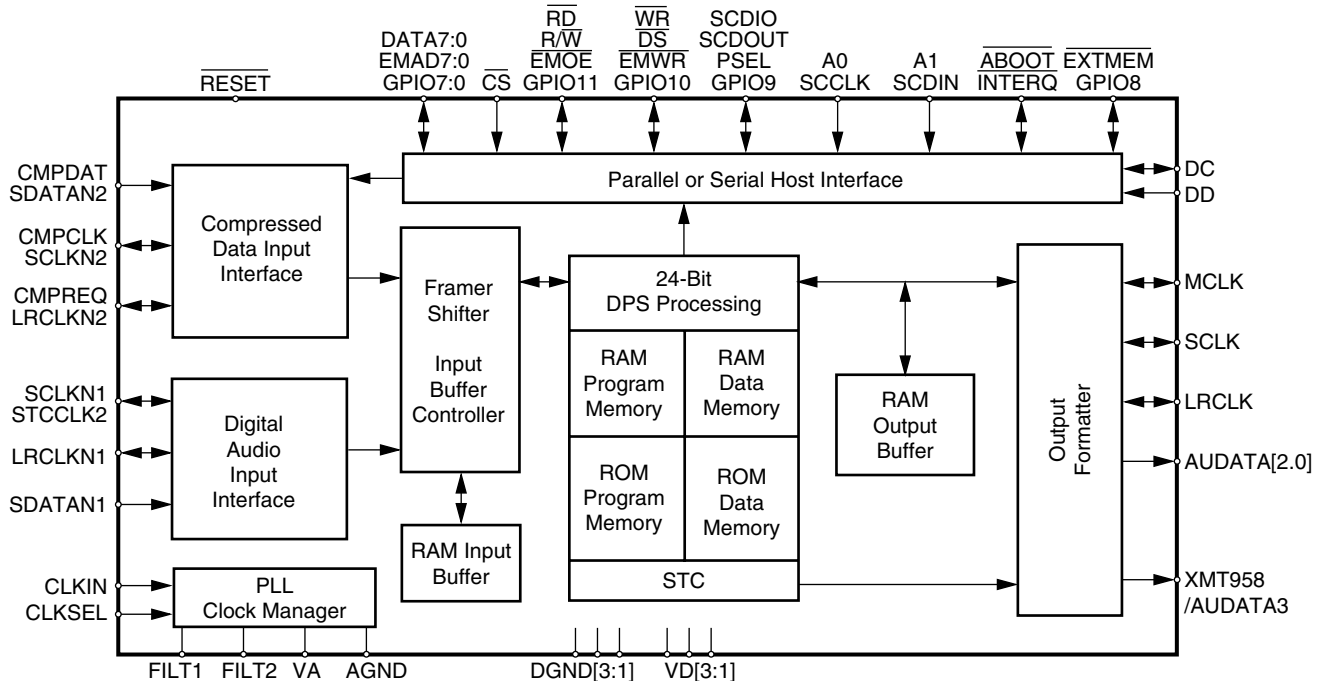 RESET
DATA7:0
EMAD7:0
GPIO7:0
CS
RD
R/W
EMOE
GPIO11
WR
DS
EMWR
GPIO10
SCDIO
SCDOUT
PSEL
GPIO9
A0
SCCLK
A1
SCDIN
ABOOT
INTERQ
EXTMEM
GPIO8
CMPDAT
SDATAN2
CMPCLK
SCLKN2
CMPREQ
LRCLKN2
SCLKN1
STCCLK2
LRCLKN1
SDATAN1
CLKIN
CLKSEL
Compressed
Data Input
Interface
Digital
Audio
Input
Interface
PLL
Clock Manager
Parallel or Serial Host Interface
Framer
Shifter
Input
Buffer
Controller
RAM Input
Buffer
24-Bit
DPS Processing
RAM
Program
Memory
RAM
Data
Memory
ROM
Program
Memory
ROM
Data
Memory
STC
RAM
Output
Buffer
Output
Formatter
DC
DD
MCLK
SCLK
LRCLK
AUDATA[2.0]
XMT958
/AUDATA3
FILT1
FILT2
VA
AGND
DGND[3:1]
VD[3:1]